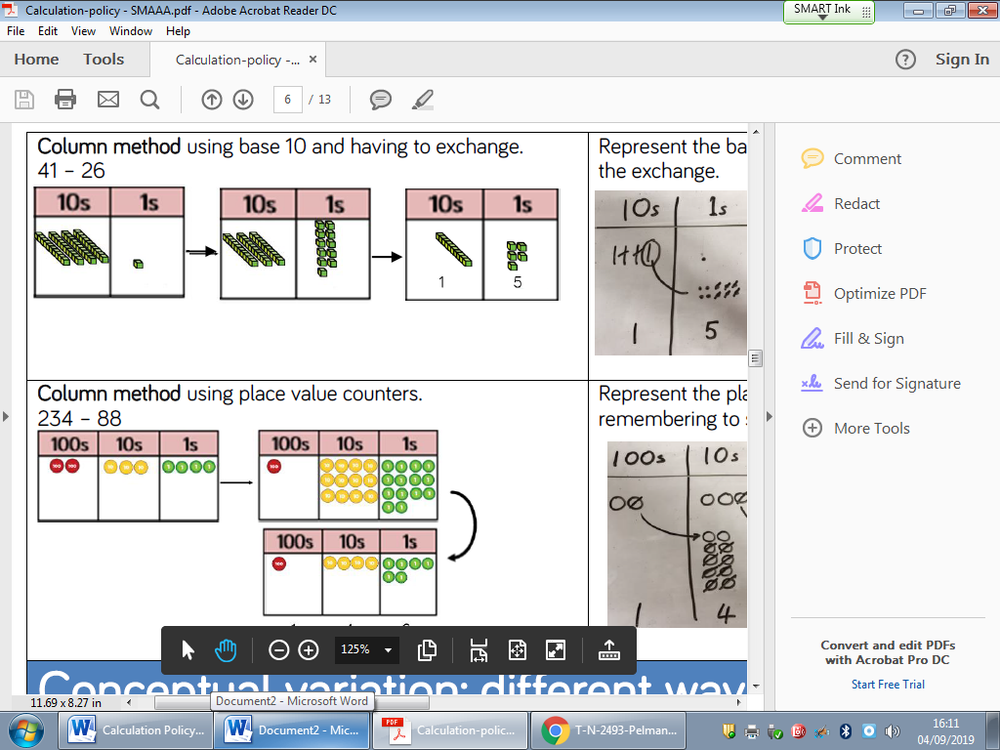 Calculation-policy - SMAAA.pdf - Adobe Acrobat Reader DC
SMART Ink
File Edit View Window Help
Home Tools Calculation-policy -... × Sign In
6 / 13
Column method using base 10 and having to exchange.
41 – 26
10s 1s
10s 1s
10s 1s
1 5
Represent the ba
the exchange.
10s 1s
1 5
Column method using place value counters.
234 – 88
100s 10s 1s
100s 10s 1s
100s 10s 1s
Represent the pla
remembering to
100s 10s
1 4
Comment
Redact
Protect
Optimize PDF
Fill & Sign
Send for Signature
More Tools
Convert and edit PDFs
with Acrobat Pro DC
Start Free Trial
125%
Conceptual variation: different way
11.69 x 8.27 in
Document2 - Microsoft Word
Calculation Policy...
Document2 - Mic...
Calculation-polic...
T-N-2493-Pelman...
16:11
04/09/2019